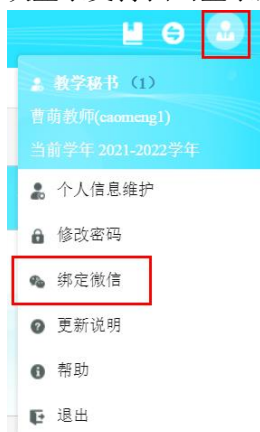 教学秘书（1）
曹萌教师(caomeng1)
当前学年 2021-2022学年
个人信息维护
修改密码
绑定微信
更新说明
帮助
退出